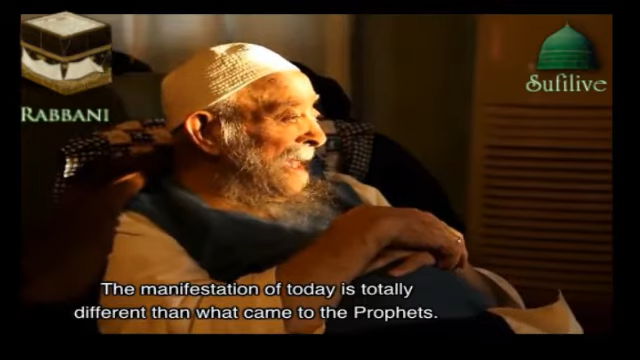 RABBANI
Sufilive
The manifestation of today is totally
different than what came to the Prophets.